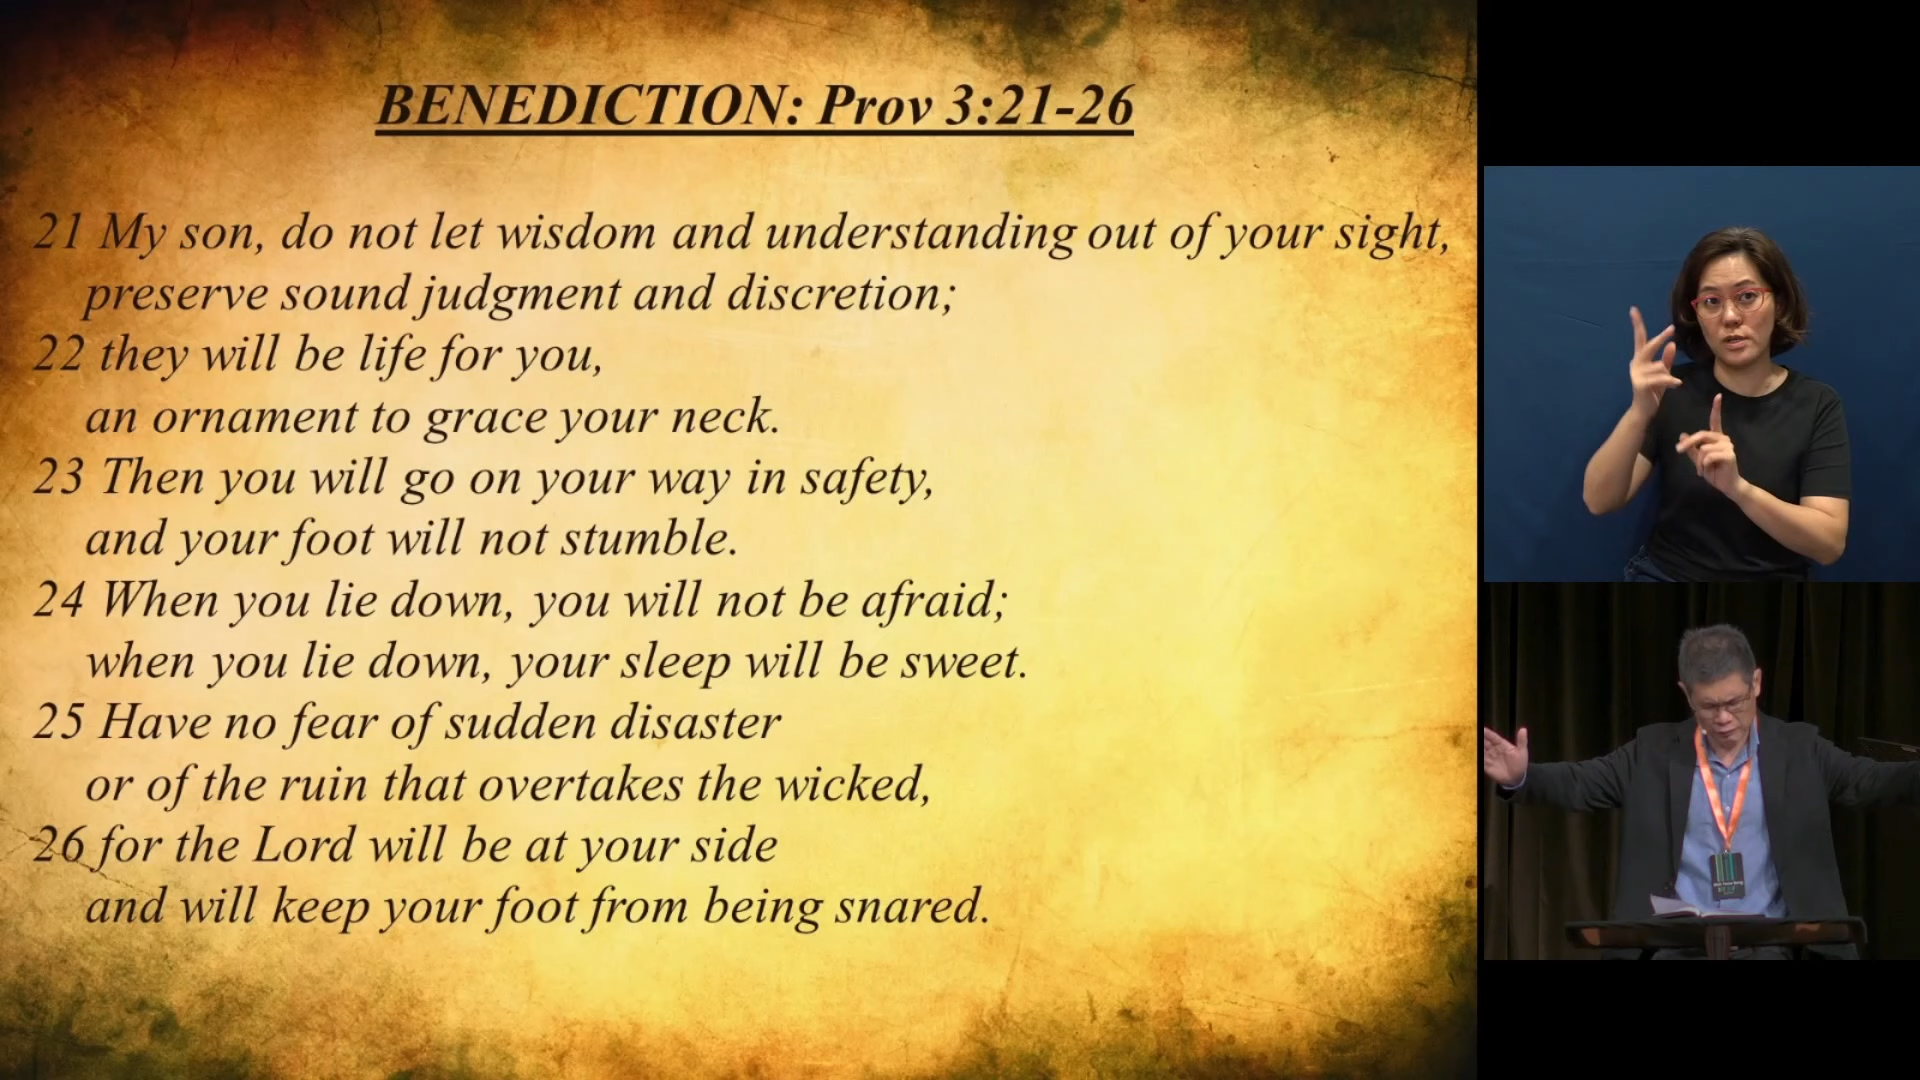 BENEDICTION: Prov 3:21-26
21 My son, do not let wisdom and understanding out of your sight,
preserve sound judgment and discretion;
22 they will be life for you,
an ornament to grace your neck.
23 Then you will go on your way in safety,
and your foot will not stumble.
24 When you lie down, you will not be afraid;
when you lie down, your sleep will be sweet.
25 Have no fear of sudden disaster
or of the ruin that overtakes the wicked,
26 for the Lord will be at your side
and will keep your foot from being snared.